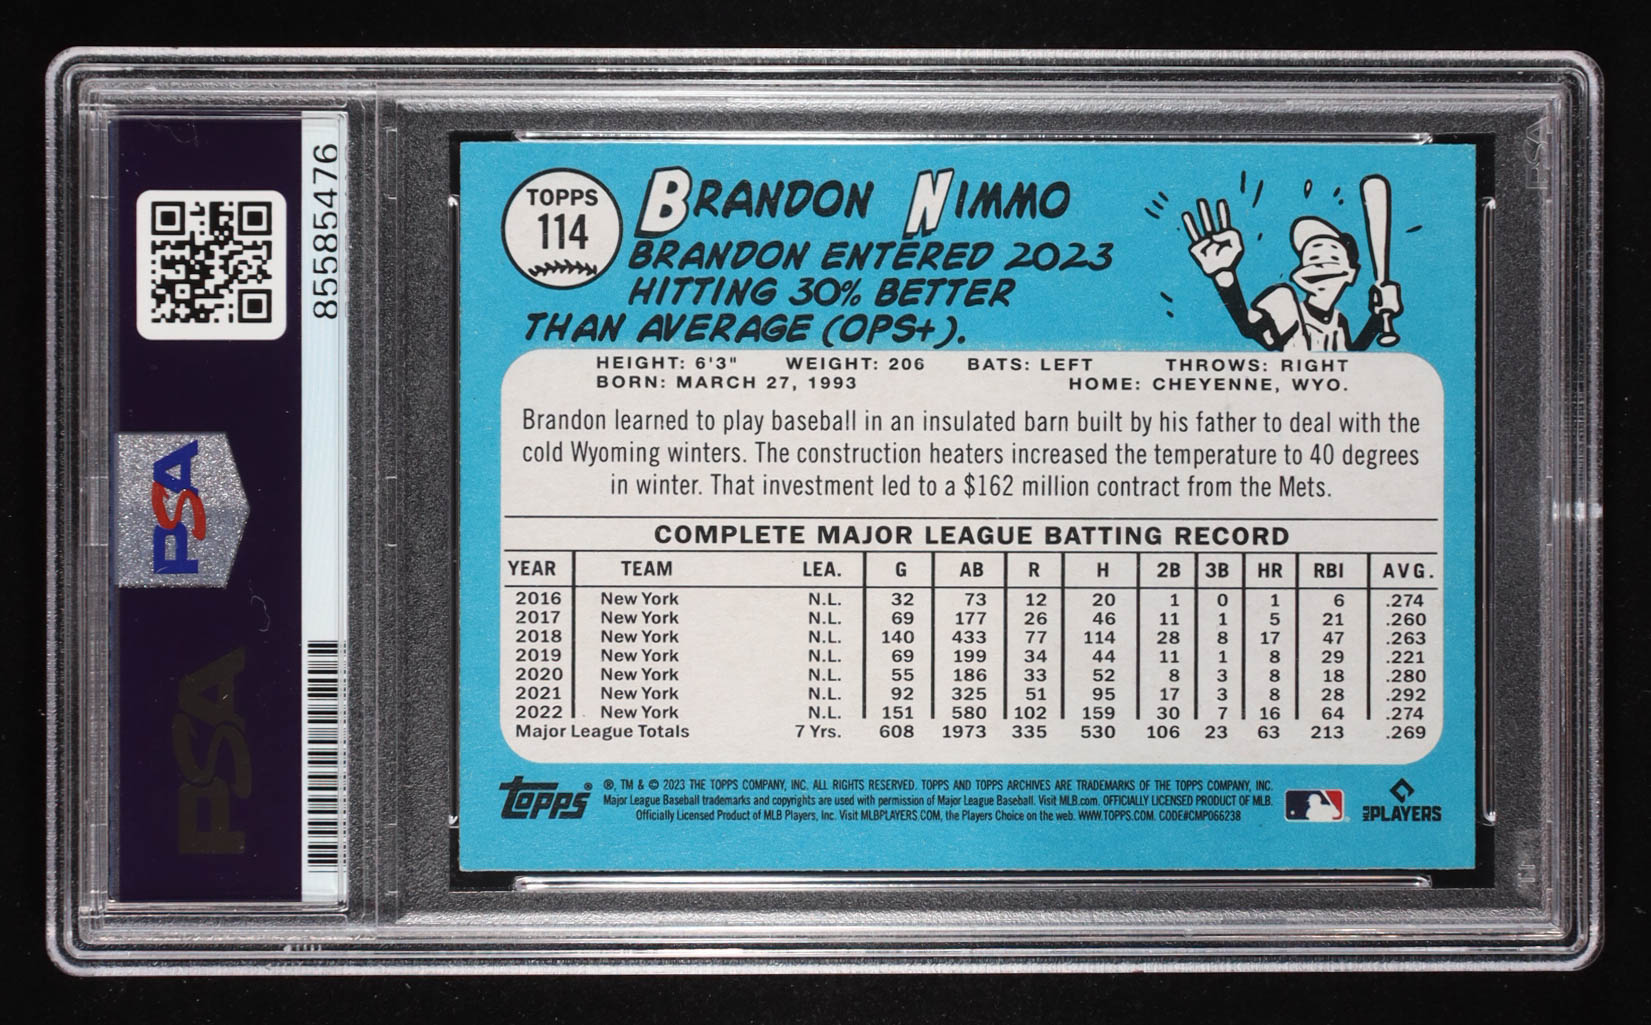 85585476
PSA
PSA
PSA
TOPPS
114
BRANDON NIMMO
BRANDON ENTERED 2023
HITTING 30% BETTER
THAN AVERAGE (OPS+).
HEIGHT: 6'3" WEIGHT: 206 BATS: LEFT THROWS: RIGHT
BORN: MARCH 27, 1993 HOME: CHEYENNE, WYO.
Brandon learned to play baseball in an insulated barn built by his father to deal with the
cold Wyoming winters. The construction heaters increased the temperature to 40 degrees
in winter. That investment led to a $162 million contract from the Mets.
COMPLETE MAJOR LEAGUE BATTING RECORD
YEAR TEAM LEA. G AB R H 2B 3B HR RBI AVG.
2016 New York N.L. 32 73 12 20 1 0 1 6 .274
2017 New York N.L. 69 177 26 46 11 1 5 21 .260
2018 New York N.L. 140 433 77 114 28 8 17 47 .263
2019 New York N.L. 69 199 34 44 11 1 8 29 .221
2020 New York N.L. 55 186 33 52 8 3 8 18 .280
2021 New York N.L. 92 325 51 95 17 3 8 28 .292
2022 New York N.L. 151 580 102 159 30 7 16 64 .274
Major League Totals 7 Yrs. 608 1973 335 530 106 23 63 213 .269
Topps®
®, TM & © 2023 THE TOPPS COMPANY, INC. ALL RIGHTS RESERVED. TOPPS AND TOPPS ARCHIVES ARE TRADEMARKS OF THE TOPPS COMPANY, INC.
Major League Baseball trademarks and copyrights are used with permission of Major League Baseball. Visit MLB.com. OFFICIALLY LICENSED PRODUCT OF MLB.
Officially Licensed Product of MLB Players, Inc. Visit MLBPLAYERS.COM, the Players Choice on the web. WWW.TOPPS.COM. CODE#CMP066238
MLB PLAYERS